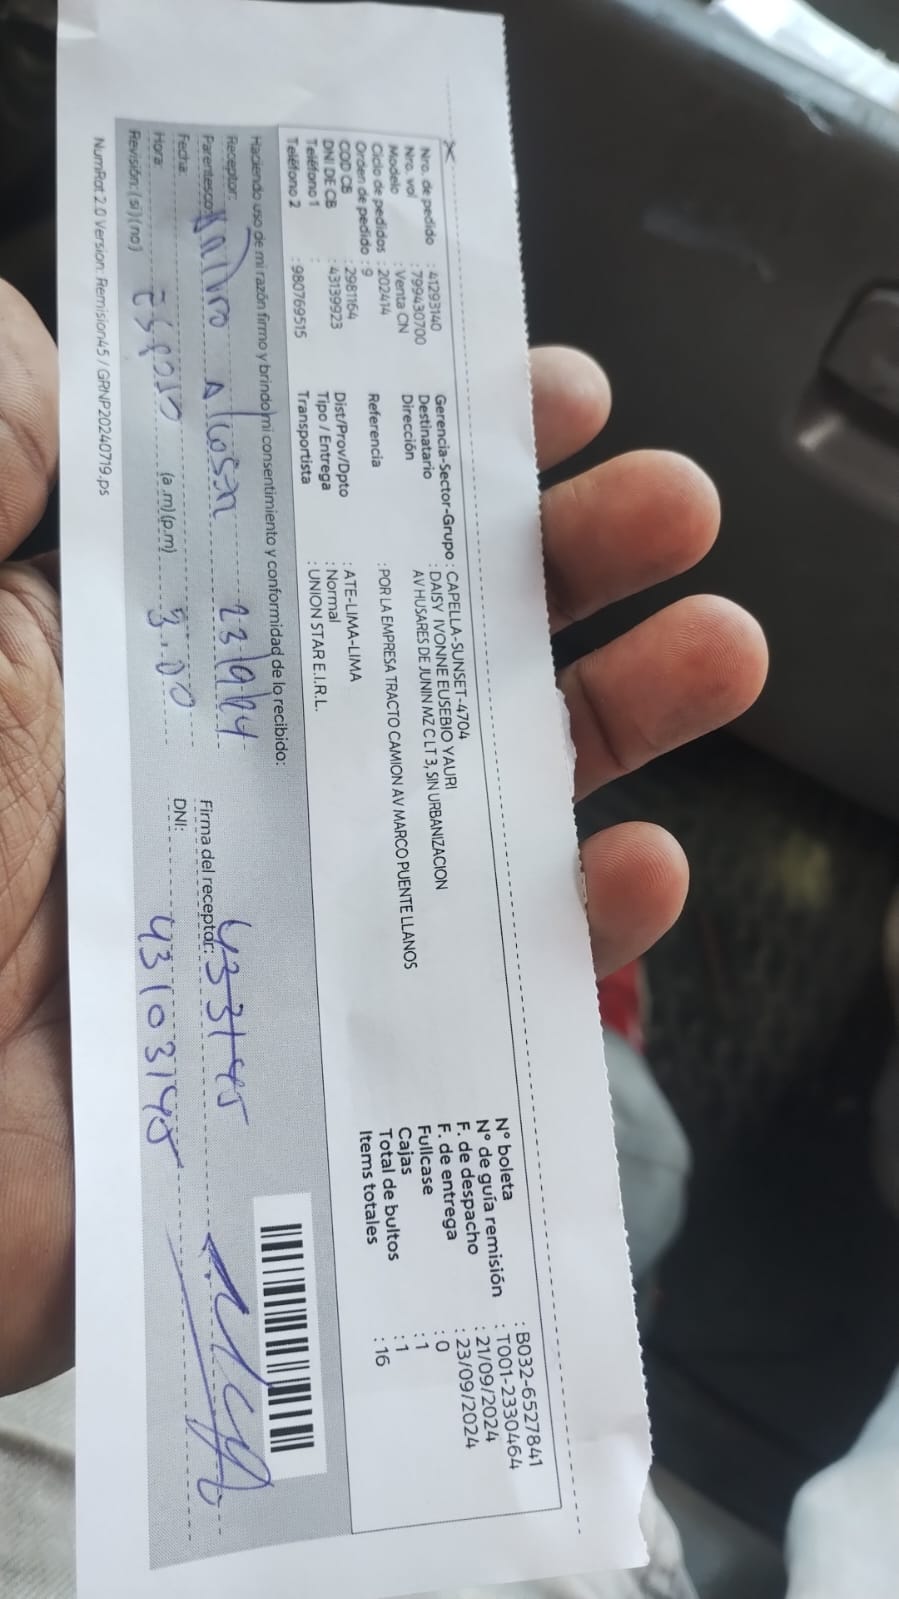 Nro. de pedido : 41293140
Nro. vol : 799430700
Modelo : Venta CN
Ciclo de pedidos : 202414
Orden de pedido : 9
COD CB : 2981164
DNI DE CB : 43139923
Teléfono 1 :
Teléfono 2 : 980769515
Gerencia-Sector-Grupo : CAPELLA-SUNSET-4704
Destinatario : DAISY IVONNE EUSEBIO YAURI
Dirección AV HUSARES DE JUNIN MZ C LT 3, SIN URBANIZACION
Referencia : POR LA EMPRESA TRACTO CAMION AV MARCO PUENTE LLANOS
Dist/Prov/Dpto : ATE-LIMA-LIMA
Tipo / Entrega : Normal
Transportista : UNION STAR E.I.R.L.
N° boleta : B032-6527841
N° de guía remisión : T001-2330464
F. de despacho : 21/09/2024
F. de entrega : 23/09/2024
Fullcase : 0
Cajas : 1
Total de bultos : 1
Items totales : 16
Haciendo uso de mi razón firmo y brindo mi consentimiento y conformidad de lo recibido:
Receptor:
Parentesco: 23/9/24
Fecha:
Hora: Esposo (a.m)(p.m) 3.00
Revisión: (si) (no)
Firma del receptor:
DNI: 43103145
NumRot 2.0 Version: Remision45 / GRNP20240719.ps